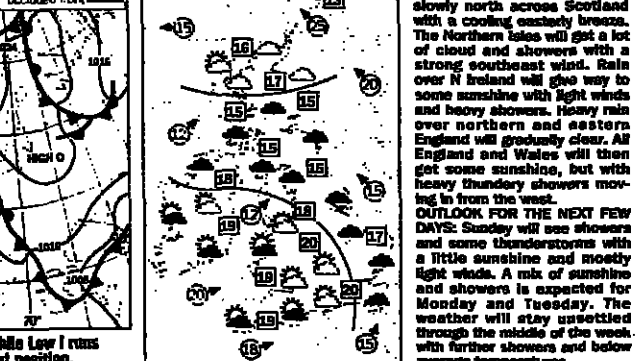 slowly north across Scotland
with a cooling easterly breeze.
The Northern Isles will get a lot
of cloud and showers with a
strong southeast wind. Rain
over N Ireland will give way to
some sunshine with light winds
and heavy showers. Heavy rain
over northern and eastern
England will gradually clear. All
England and Wales will then
get some sunshine, but with
heavy thundery showers mov-
ing in from the west.
OUTLOOK FOR THE NEXT FEW
DAYS: Sunday will see showers
and some thunderstorms with
a little sunshine and mostly
light winds. A mix of sunshine
and showers is expected for
Monday and Tuesday. The
weather will stay unsettled
through the middle of the week
with further showers and below
1016
HIGH O
1016
1008
Low I runs
position.
15
16
20
17
15
15
15
16
18
15
18
17
19
20
17
19
20
20
19
18
15